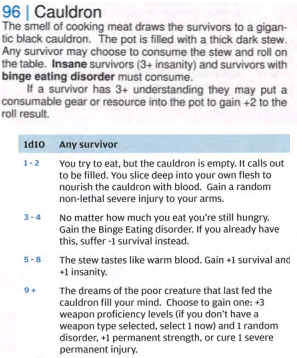 96 | Cauldron
The smell of cooking meat draws the survivors to a gigan-
tic black cauldron. The pot is filled with a thick dark stew.
Any survivor may choose to consume the stew and roll on
the table. Insane survivors (3+ insanity) and survivors with
binge eating disorder must consume.
If a survivor has 3+ understanding they may put a
consumable gear or resource into the pot to gain +2 to the
roll result.
1d10 Any survivor
1 - 2 You try to eat, but the cauldron is empty. It calls out
to be filled. You slice deep into your own flesh to
nourish the cauldron with blood. Gain a random
non-lethal severe injury to your arms.
3 - 4 No matter how much you eat you're still hungry.
Gain the Binge Eating disorder. If you already have
this, suffer -1 survival instead.
5 - 8 The stew tastes like warm blood. Gain +1 survival and
+1 insanity.
9 + The dreams of the poor creature that last fed the
cauldron fill your mind. Choose to gain one: +3
weapon proficiency levels (if you don't have a
weapon type selected, select 1 now) and 1 random
disorder, +1 permanent strength, or cure 1 severe
permanent injury.